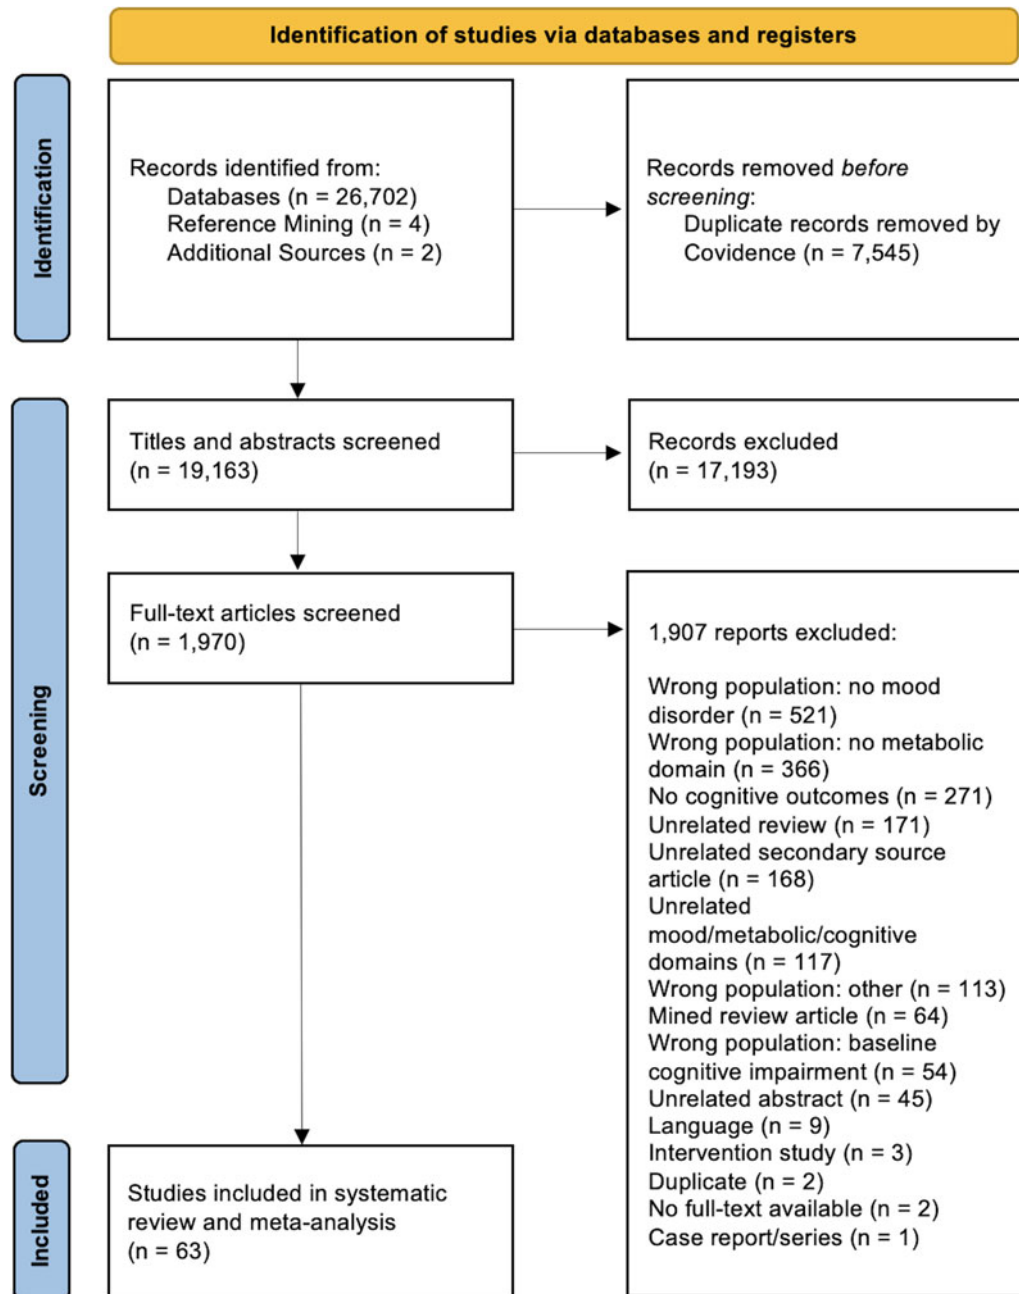 Identification of studies via databases and registers
Identification
Records identified from:
Databases (n = 26,702)
Reference Mining (n = 4)
Additional Sources (n = 2)
Records removed before
screening:
Duplicate records removed by
Covidence (n = 7,545)
Screening
Titles and abstracts screened
(n = 19,163)
Records excluded
(n = 17,193)
Full-text articles screened
(n = 1,970)
1,907 reports excluded:
Wrong population: no mood
disorder (n = 521)
Wrong population: no metabolic
domain (n = 366)
No cognitive outcomes (n = 271)
Unrelated review (n = 171)
Unrelated secondary source
article (n = 168)
Unrelated
mood/metabolic/cognitive
domains (n = 117)
Wrong population: other (n = 113)
Mined review article (n = 64)
Wrong population: baseline
cognitive impairment (n = 54)
Unrelated abstract (n = 45)
Language (n = 9)
Intervention study (n = 3)
Duplicate (n = 2)
No full-text available (n = 2)
Case report/series (n = 1)
Included
Studies included in systematic
review and meta-analysis
(n = 63)